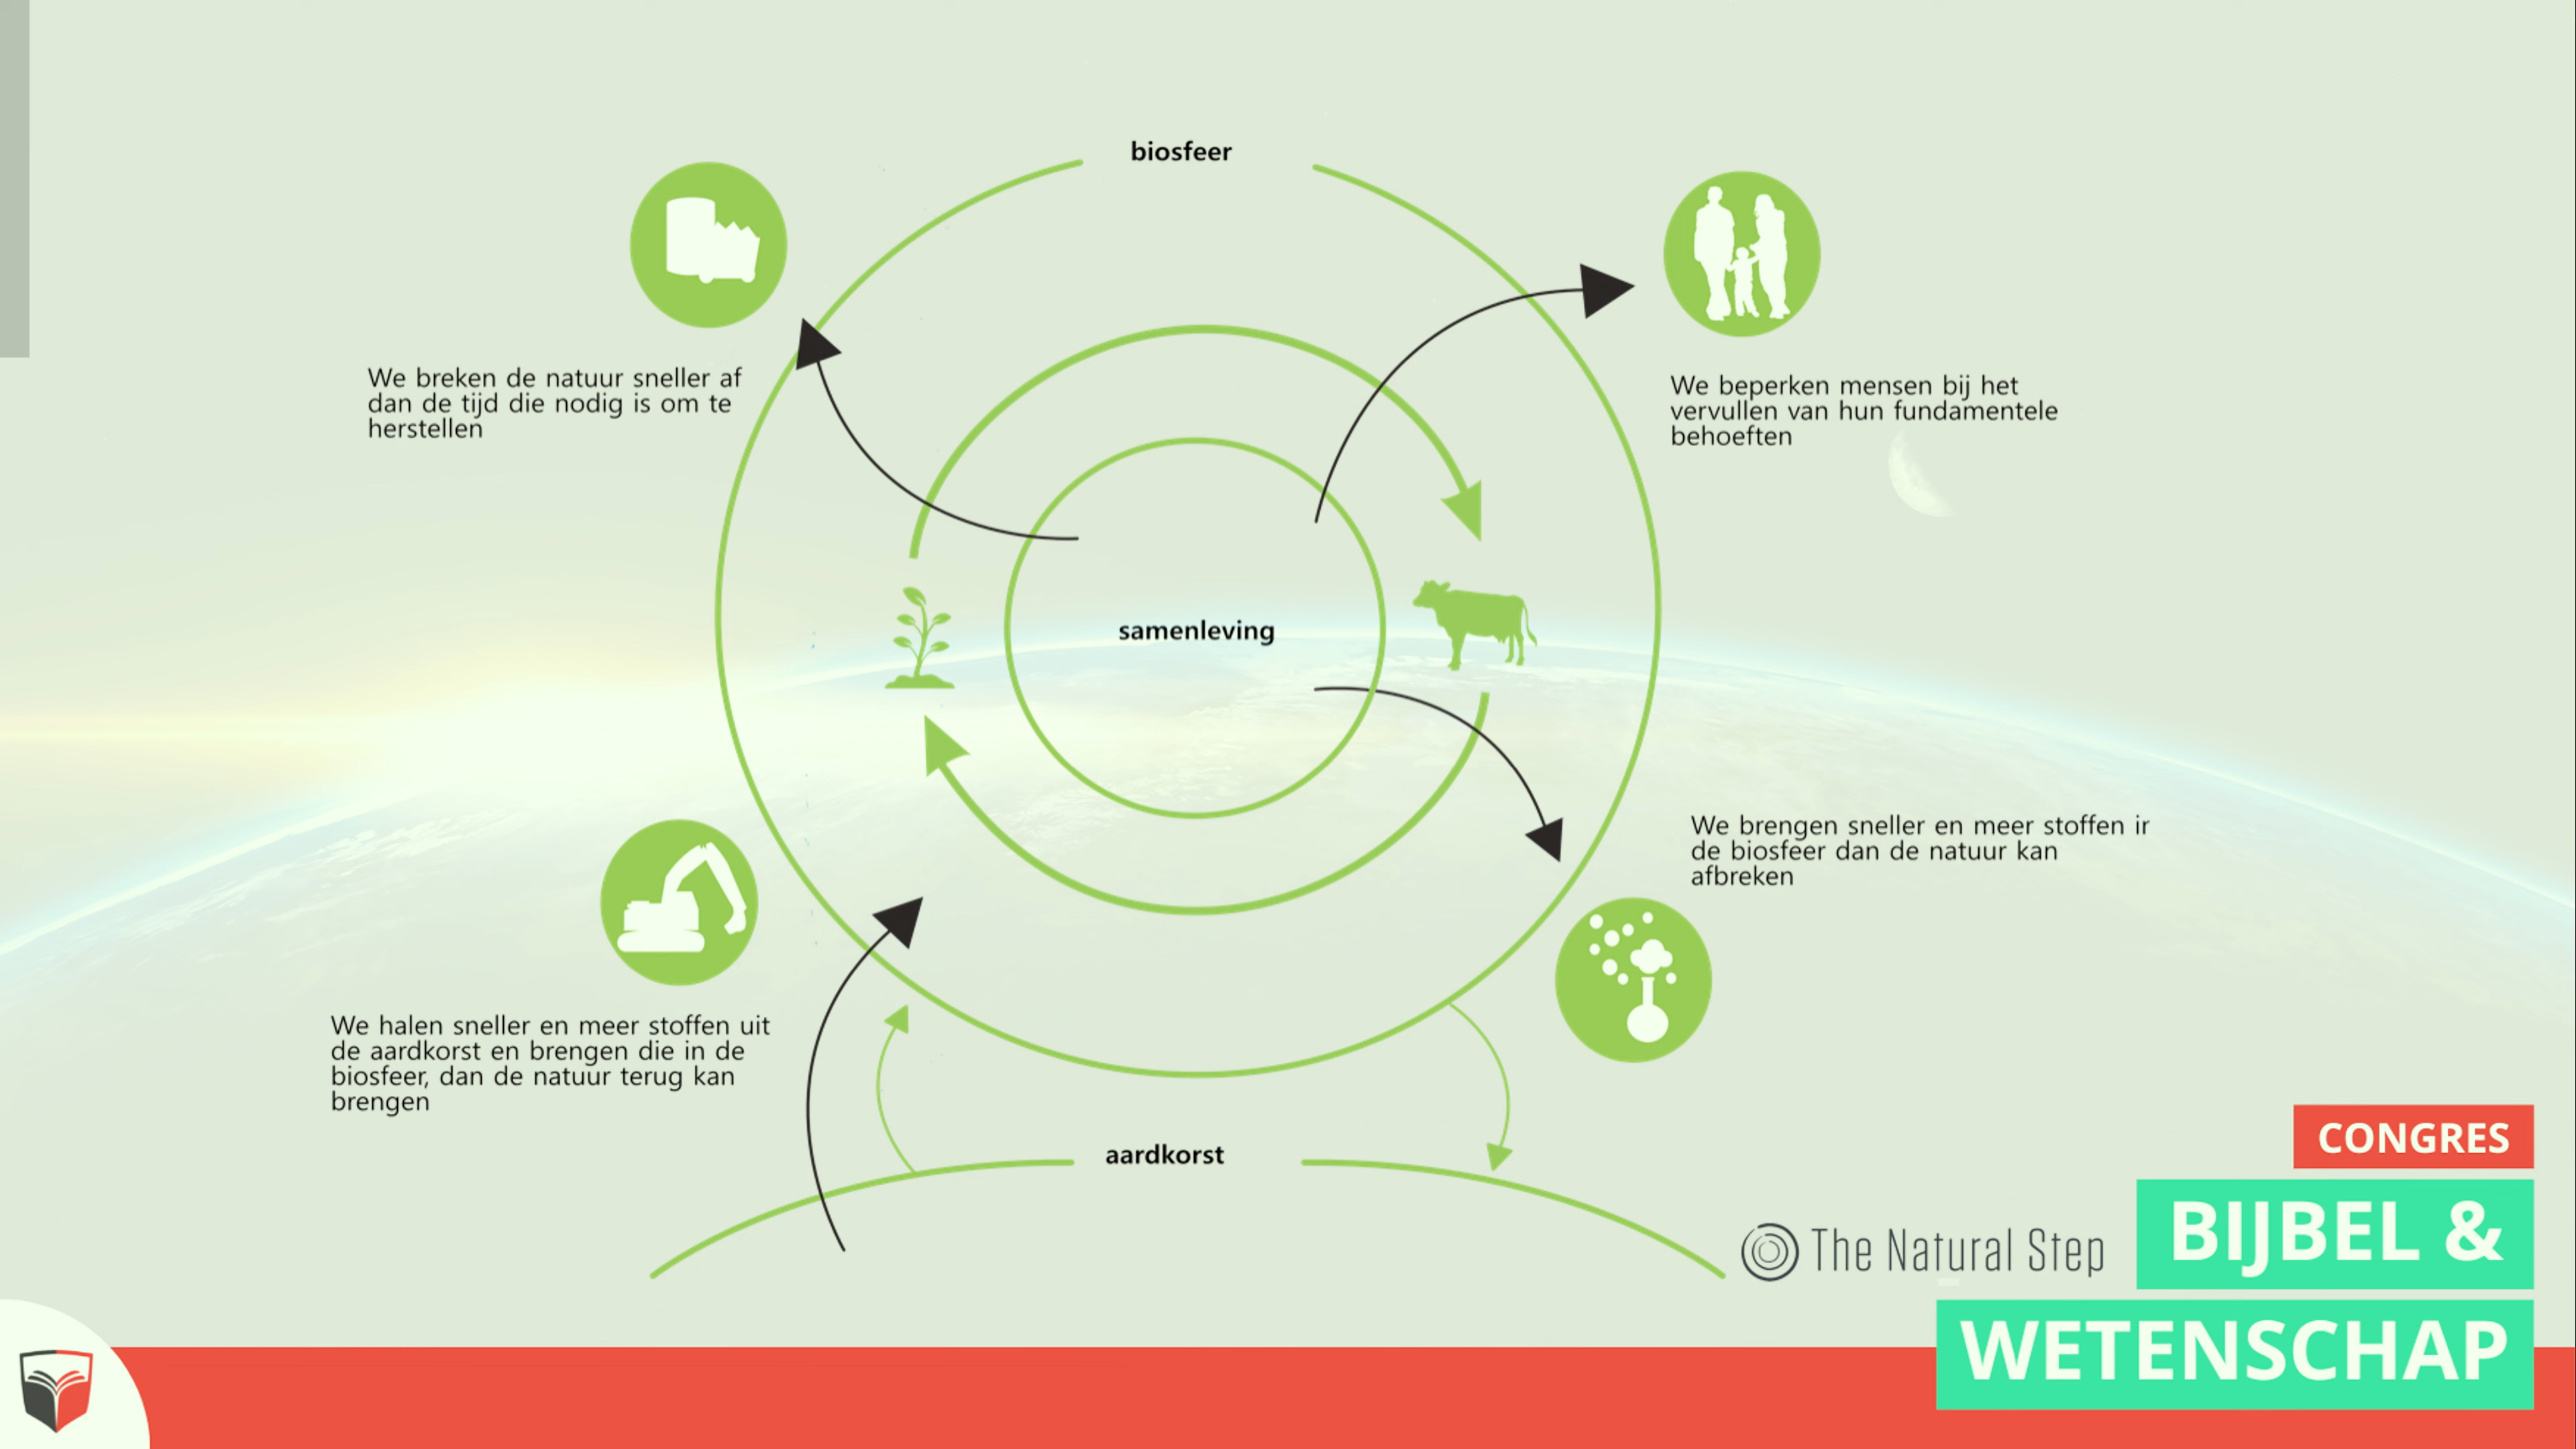 biosfeer
We breken de natuur sneller af
dan de tijd die nodig is om te
herstellen
We beperken mensen bij het
vervullen van hun fundamentele
behoeften
samenleving
We brengen sneller en meer stoffen ir
de biosfeer dan de natuur kan
afbreken
We halen sneller en meer stoffen uit
de aardkorst en brengen die in de
biosfeer, dan de natuur terug kan
brengen
aardkorst
The Natural Step
CONGRES
BIJBEL &
WETENSCHAP